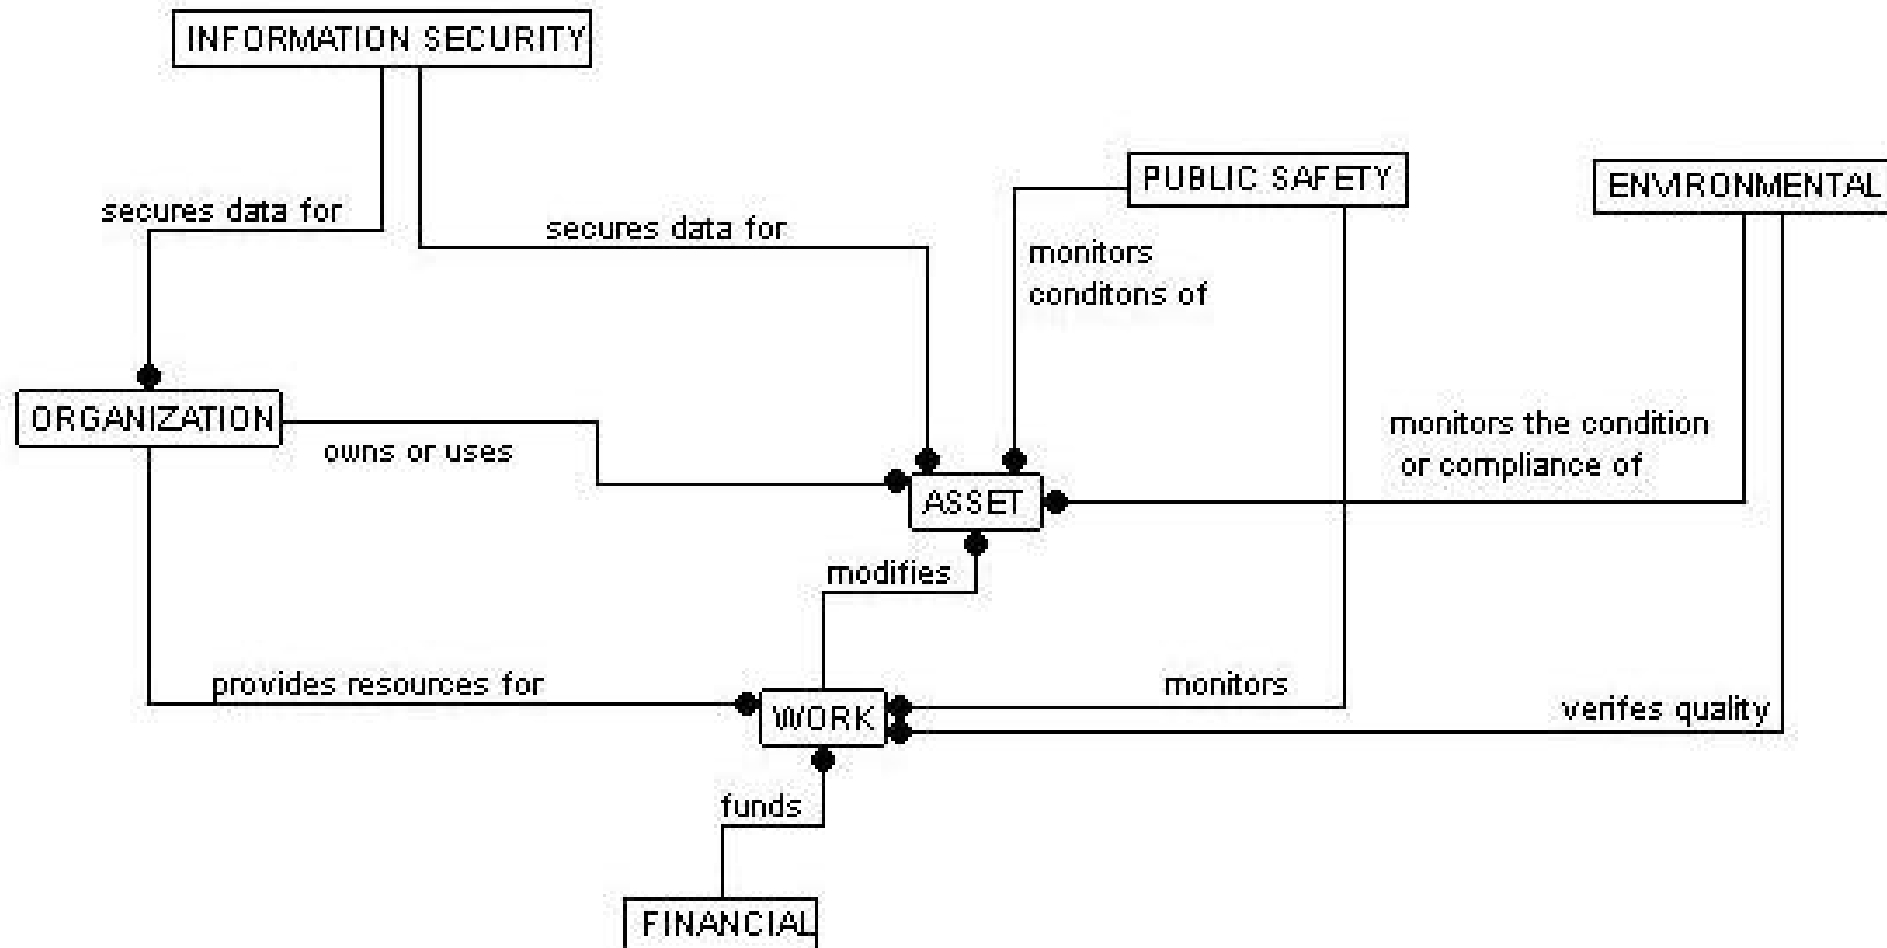 INFORMATION SECURITY
PUBLIC SAFETY
ENVIRONMENTAL
secures data for
secures data for
monitors
conditons of
ORGANIZATION
owns or uses
monitors the condition
or compliance of
ASSET
modifies
provides resources for
monitors
WORK
verifes quality
funds
FINANCIAL